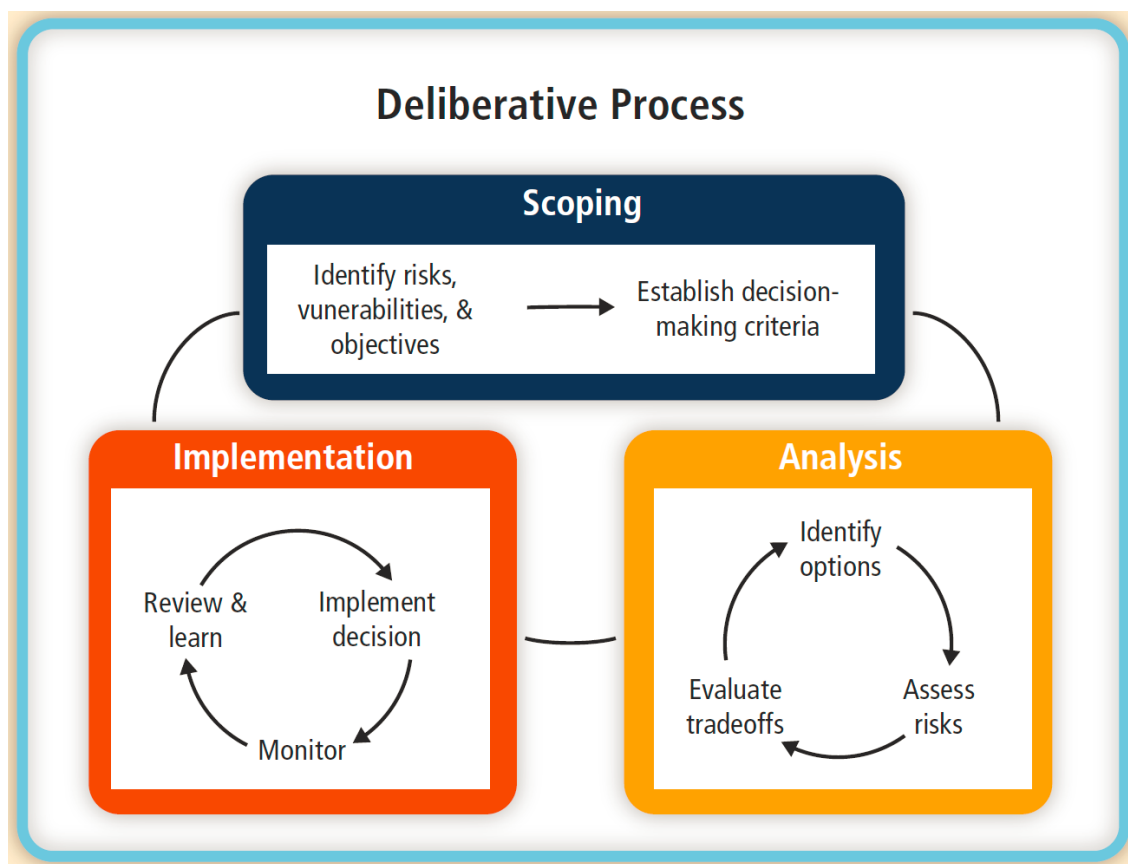 Deliberative Process
Scoping
Identify risks,
vunerabilities, &
objectives
Establish decision-
making criteria
Implementation
Review &
learn
Implement
decision
Monitor
Analysis
Identify
options
Evaluate
tradeoffs
Assess
risks